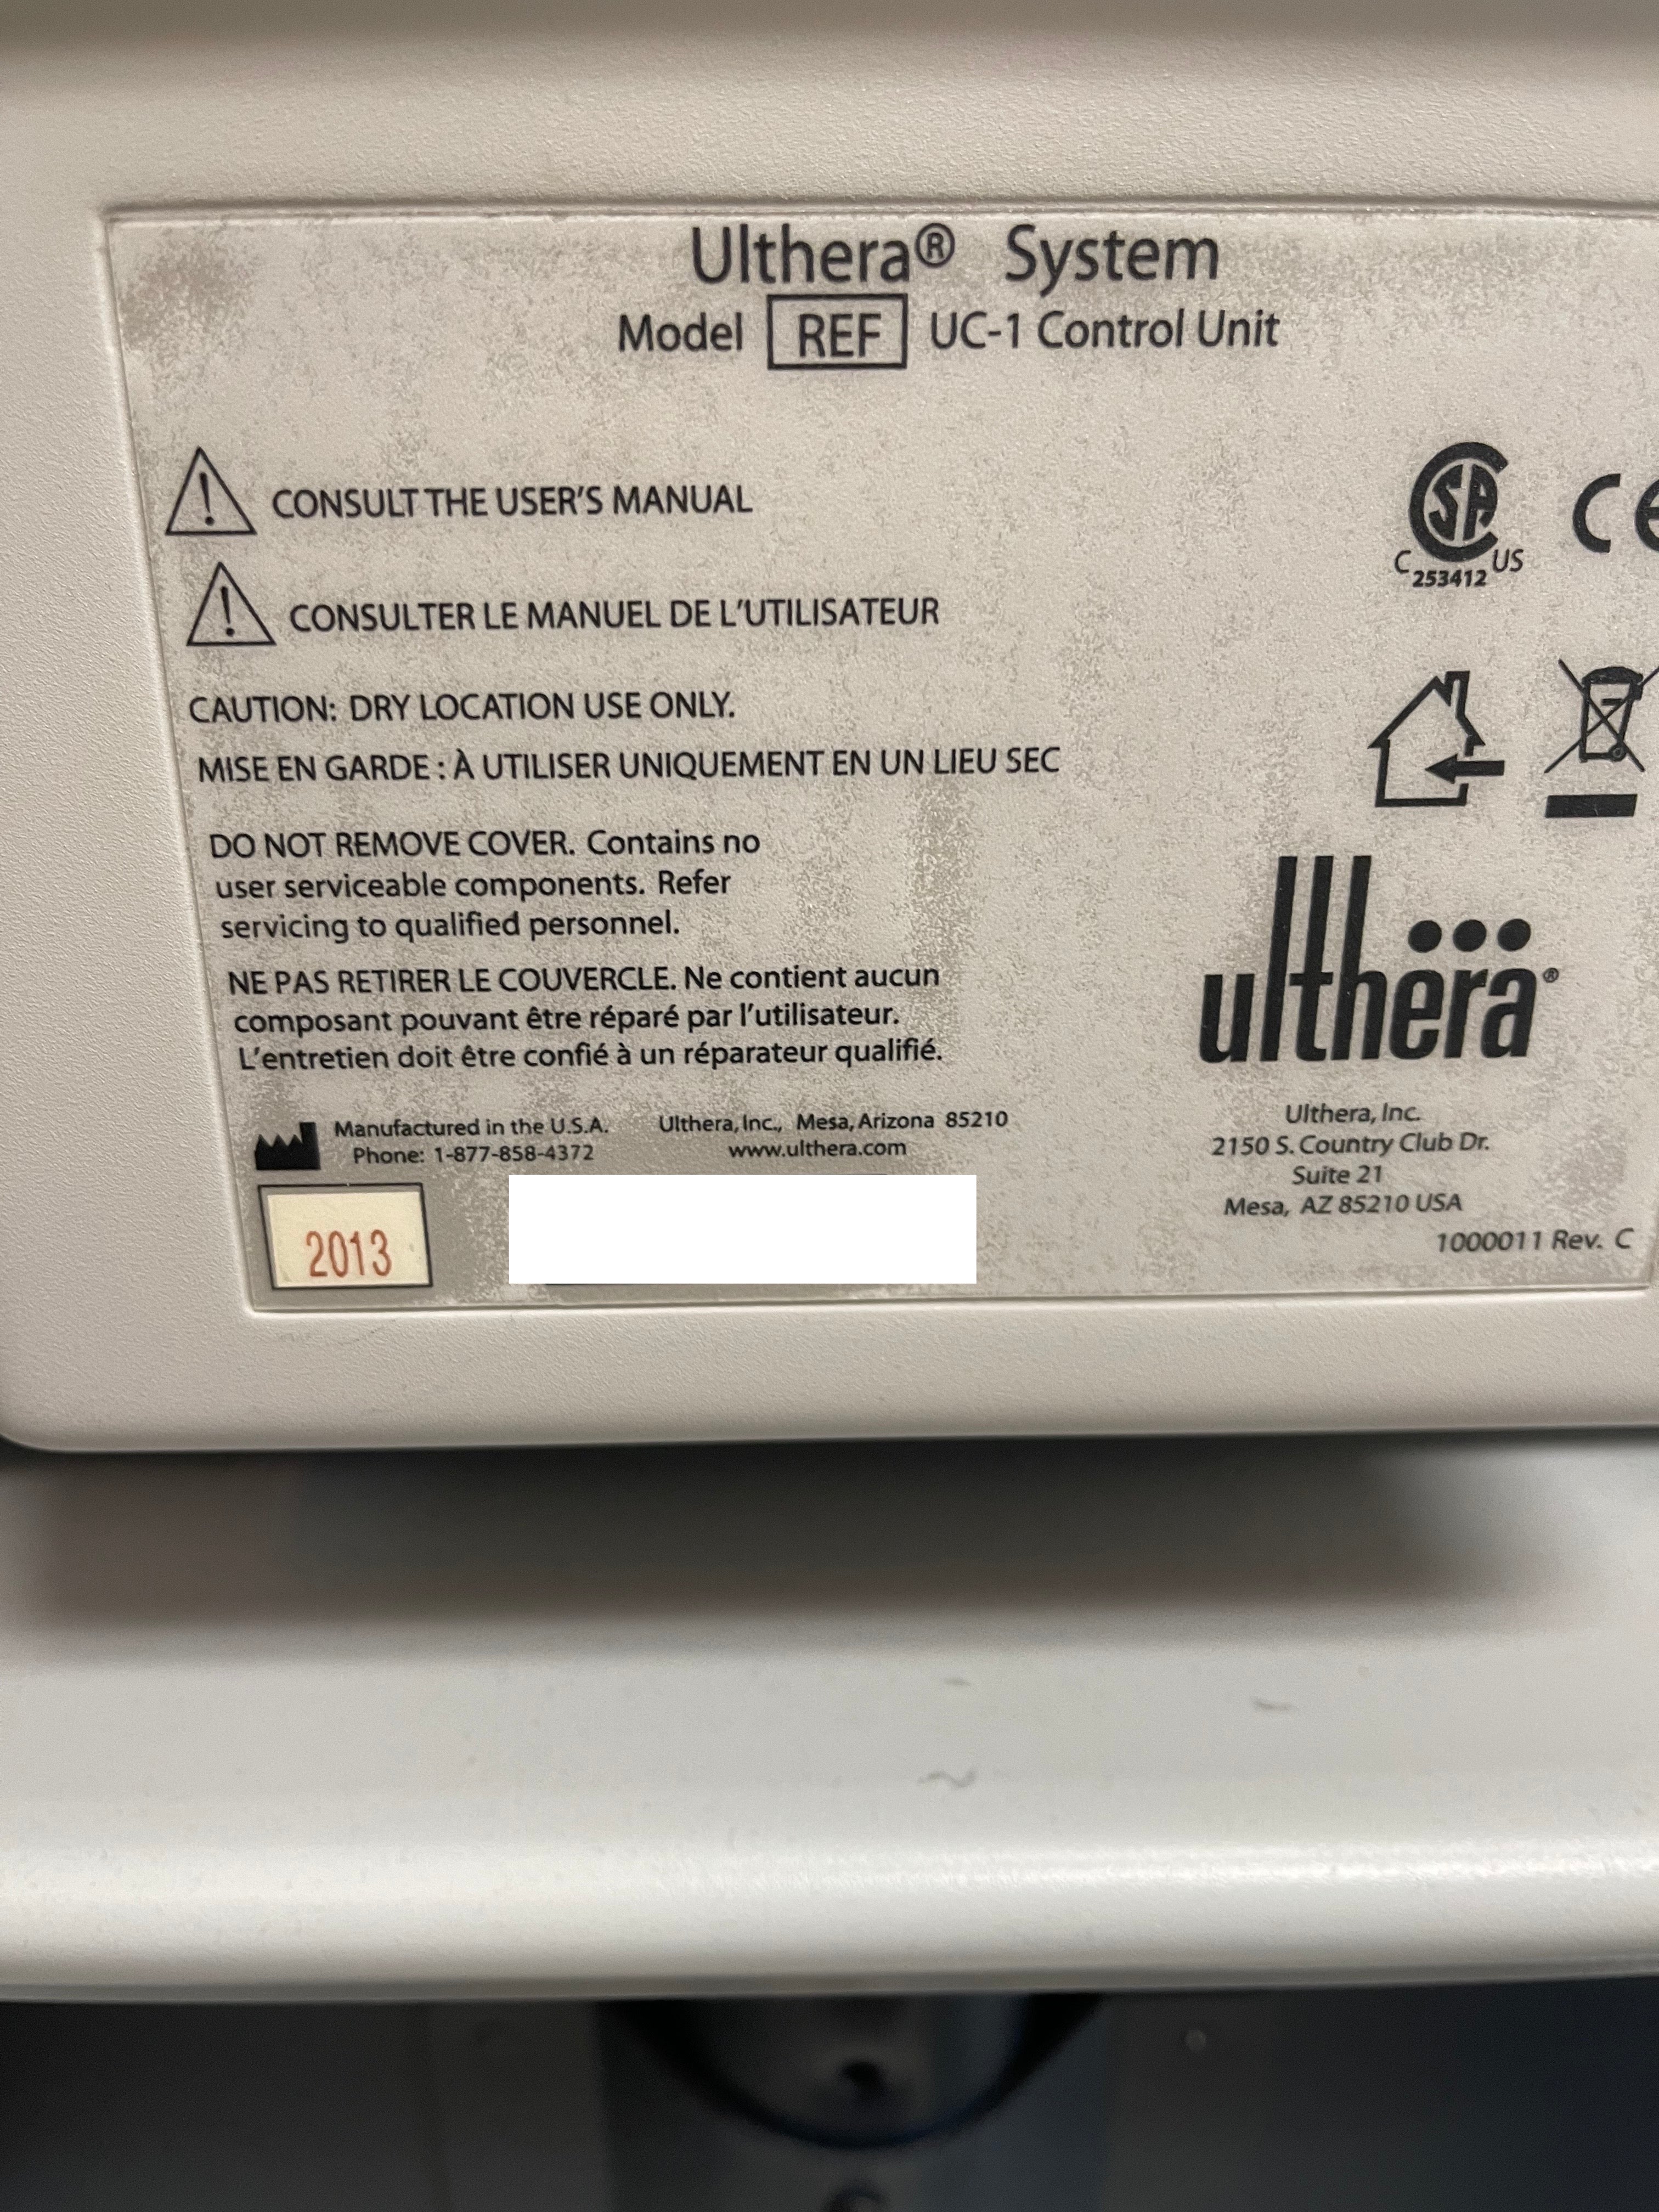 Ulthera® System
Model REF UC-1 Control Unit
CONSULT THE USER'S MANUAL
CONSULTER LE MANUEL DE L'UTILISATEUR
CAUTION: DRY LOCATION USE ONLY.
MISE EN GARDE : À UTILISER UNIQUEMENT EN UN LIEU SEC
DO NOT REMOVE COVER. Contains no
user serviceable components. Refer
servicing to qualified personnel.
NE PAS RETIRER LE COUVERCLE. Ne contient aucun
composant pouvant être réparé par l'utilisateur.
L'entretien doit être confié à un réparateur qualifié.
Manufactured in the U.S.A.
Phone: 1-877-858-4372
Ulthera, Inc., Mesa, Arizona 85210
www.ulthera.com
2013
CSA
C US
253412
CE
ulthera®
Ulthera, Inc.
2150 S. Country Club Dr.
Suite 21
Mesa, AZ 85210 USA
1000011 Rev. C